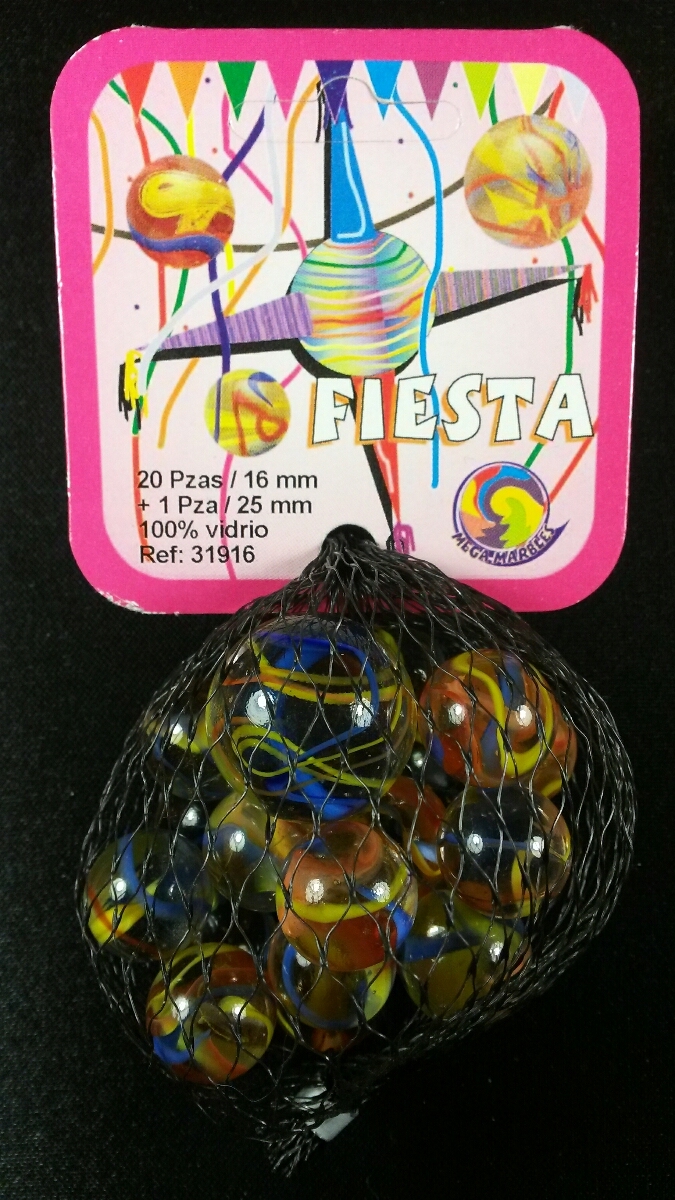 FIESTA
20 Pzas / 16 mm
+ 1 Pza / 25 mm
100% vidrio
Ref: 31916
MEGA-MARBLES